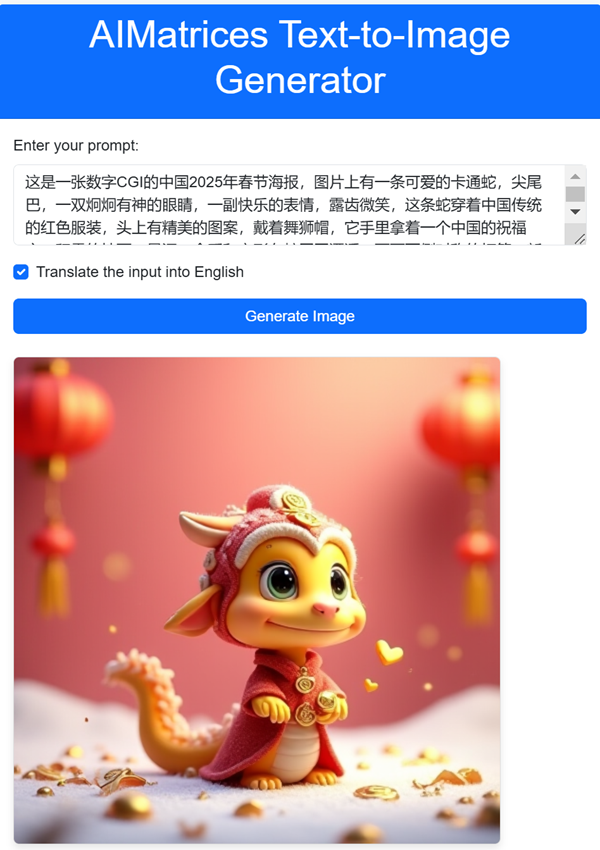 AIMatrices Text-to-Image
Generator
Enter your prompt:
这是一张数字CGI的中国2025年春节海报，图片上有一条可爱的卡通蛇，尖尾
巴，一双炯炯有神的眼睛，一副快乐的表情，露齿微笑，这条蛇穿着中国传统
的红色服装，头上有精美的图案，戴着舞狮帽，它手里拿着一个中国的祝福
Translate the input into English
Generate Image